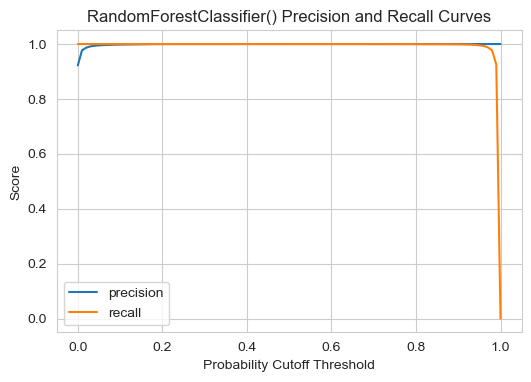 RandomForestClassifier() Precision and Recall Curves
1.0
0.8
0.6
0.4
0.2
0.0
Score
precision
recall
0.0 0.2 0.4 0.6 0.8 1.0
Probability Cutoff Threshold